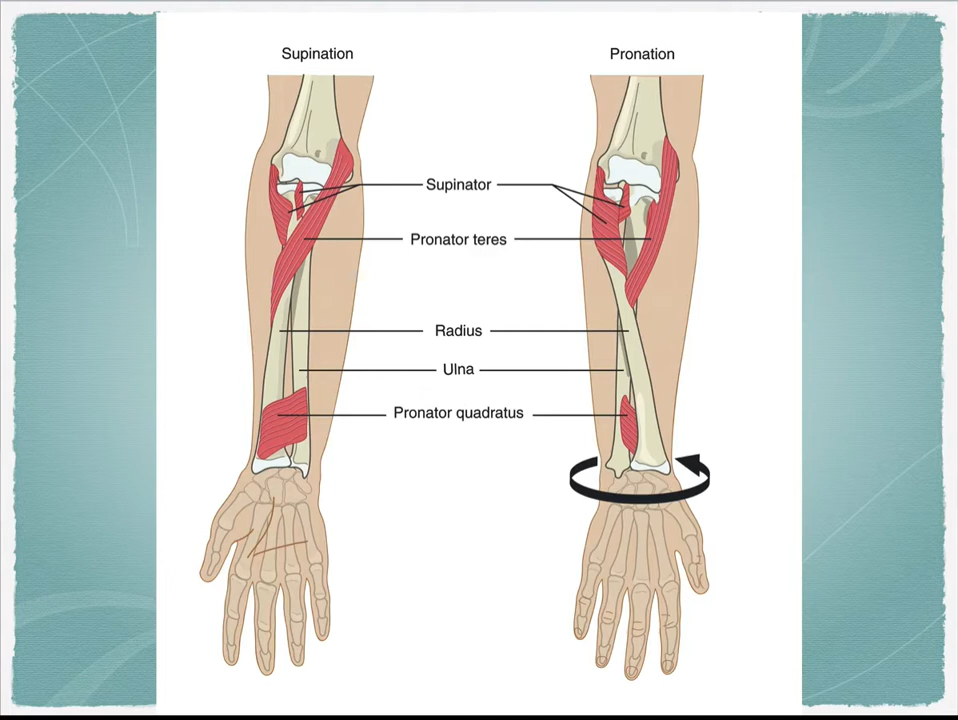 Supination
Pronation
Supinator
Pronator teres
Radius
Ulna
Pronator quadratus